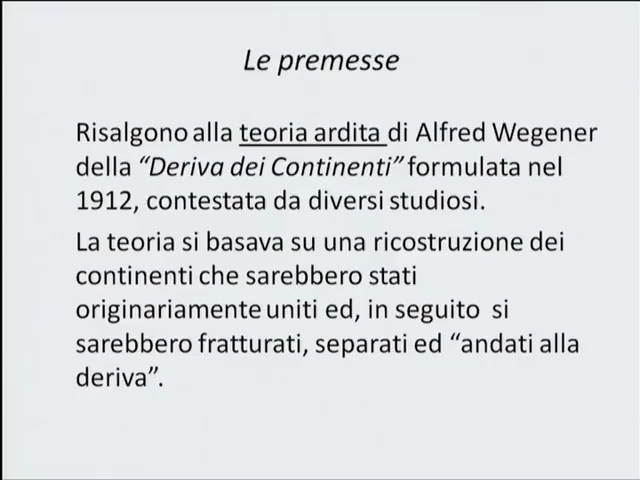 Le premesse
Risalgono alla teoria ardita di Alfred Wegener
della “Deriva dei Continenti” formulata nel
1912, contestata da diversi studiosi.
La teoria si basava su una ricostruzione dei
continenti che sarebbero stati
originariamente uniti ed, in seguito si
sarebbero fratturati, separati ed “andati alla
deriva”.